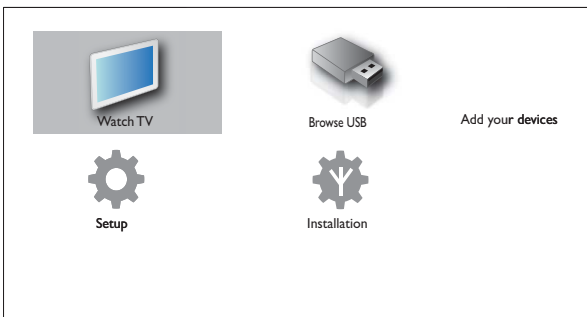 Watch TV
Browse USB
Add your devices
Setup
Installation